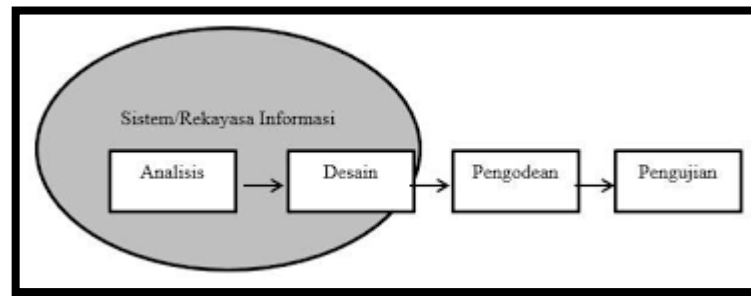 Sistem/Rekayasa Informasi
Analisis
Desain
Pengodean
Pengujian